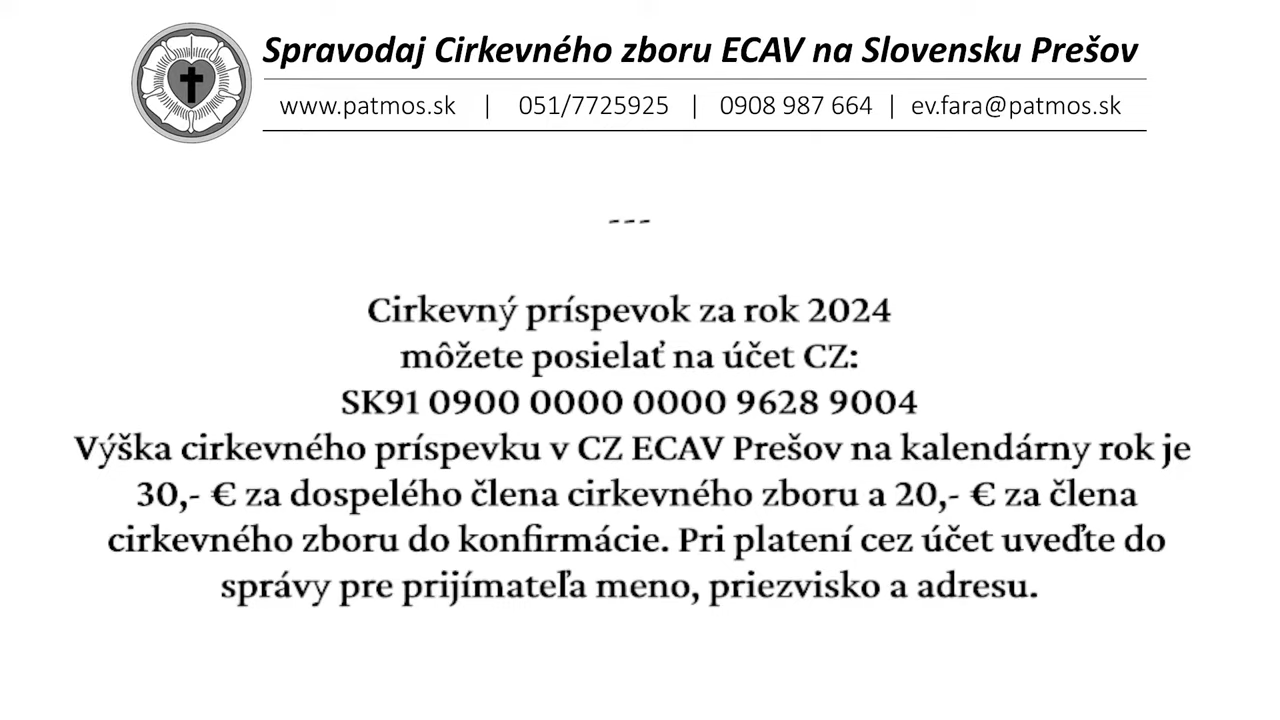 Spravodaj Cirkevného zboru ECAV na Slovensku Prešov
www.patmos.sk | 051/7725925 | 0908 987 664 | ev.fara@patmos.sk
---
Cirkevný príspevok za rok 2024
môžete posielať na účet CZ:
SK91 0900 0000 0000 9628 9004
Výška cirkevného príspevku v CZ ECAV Prešov na kalendárny rok je
30,- € za dospelého člena cirkevného zboru a 20,- € za člena
cirkevného zboru do konfirmácie. Pri platení cez účet uveďte do
správy pre prijímateľa meno, priezvisko a adresu.